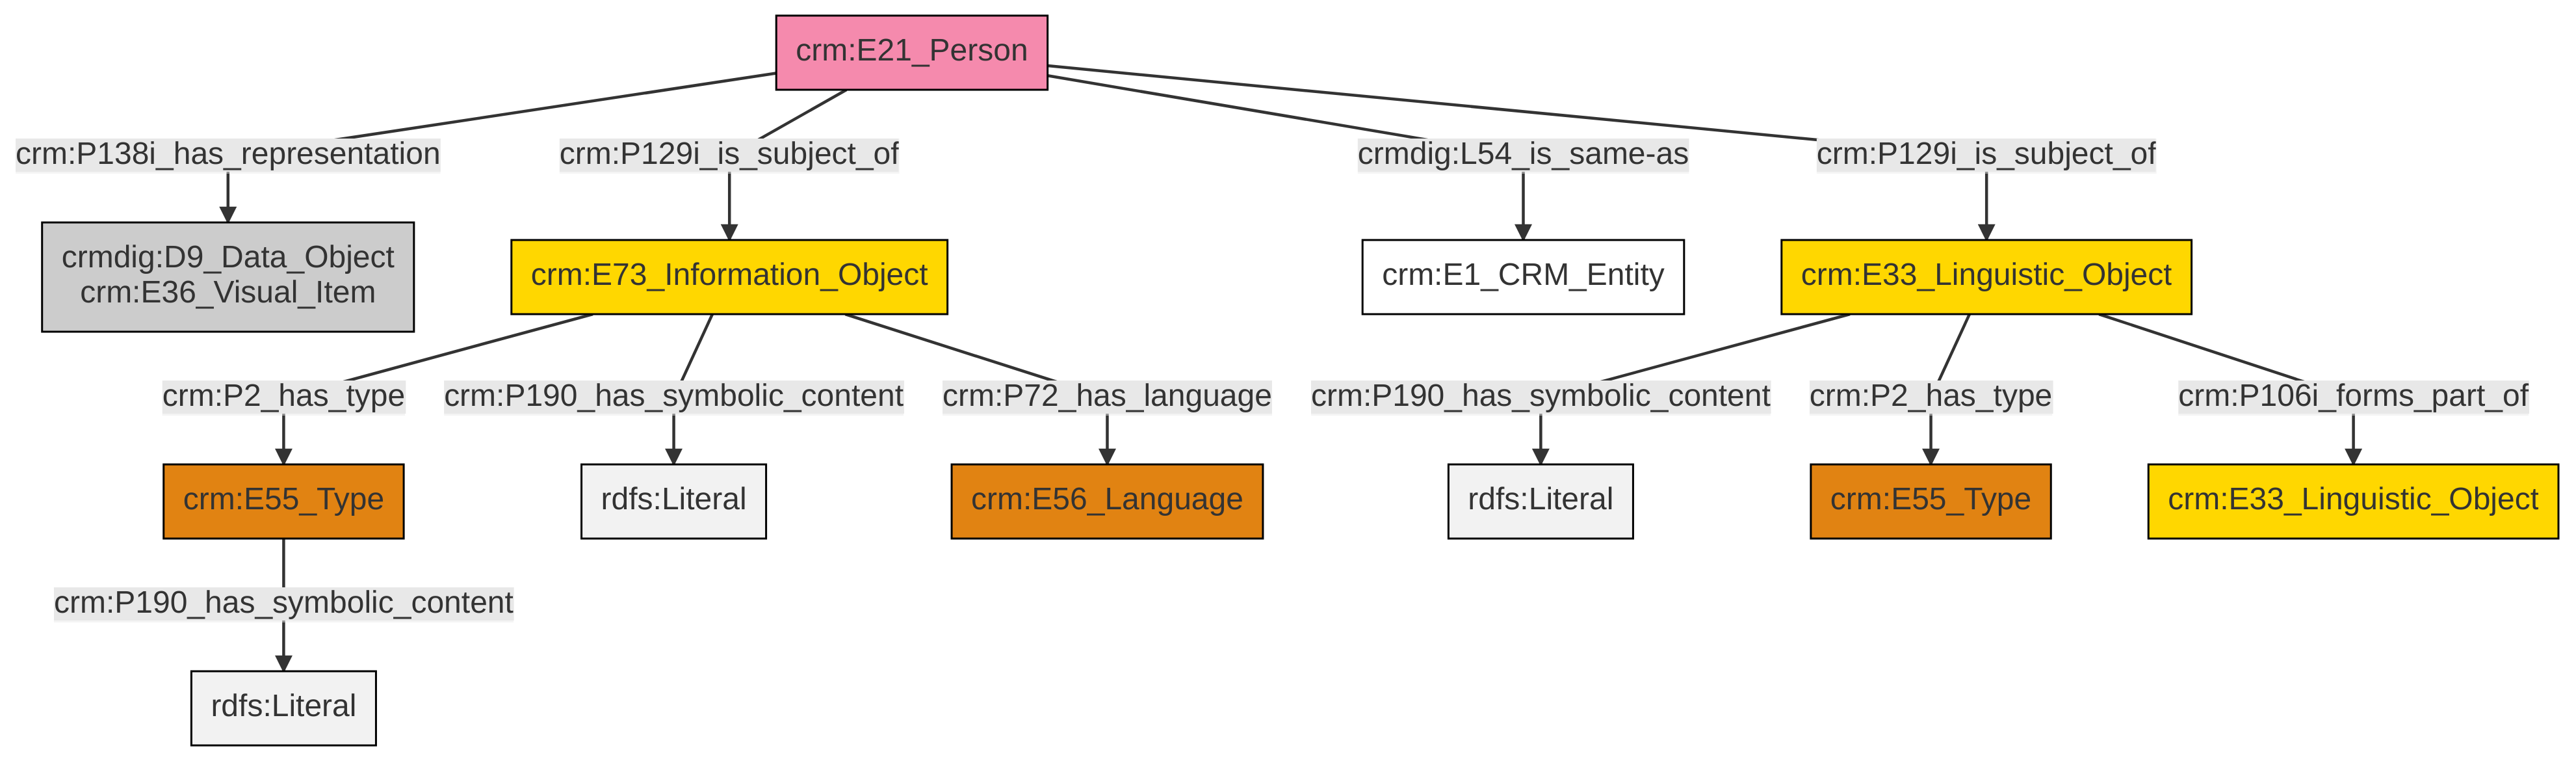 crm:E21_Person
crm:P138i_has_representation
crm:P129i_is_subject_of
crmdig:L54_is_same-as
crm:P129i_is_subject_of
crmdig:D9_Data_Object
crm:E36_Visual_Item
crm:E73_Information_Object
crm:E1_CRM_Entity
crm:E33_Linguistic_Object
crm:P2_has_type
crm:P190_has_symbolic_content
crm:P72_has_language
crm:P190_has_symbolic_content
crm:P2_has_type
crm:P106i_forms_part_of
crm:E55_Type
rdfs:Literal
crm:E56_Language
rdfs:Literal
crm:E55_Type
crm:E33_Linguistic_Object
crm:P190_has_symbolic_content
rdfs:Literal